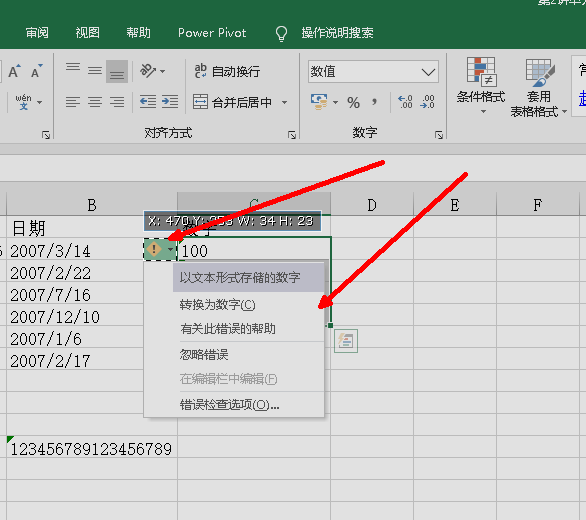 审阅 视图 帮助 Power Pivot 操作说明搜索
自动换行 数值
wén 合并后居中 % , 条件格式 套用
表格格式
对齐方式 数字
B C D E F
X: 470 Y: 253 W: 34 H: 23
日期
2007/3/14 100
2007/2/22
2007/7/16
2007/12/10
2007/1/6
2007/2/17
以文本形式存储的数字
转换为数字(C)
有关此错误的帮助
忽略错误
在编辑栏中编辑(F)
错误检查选项(O)...
123456789123456789